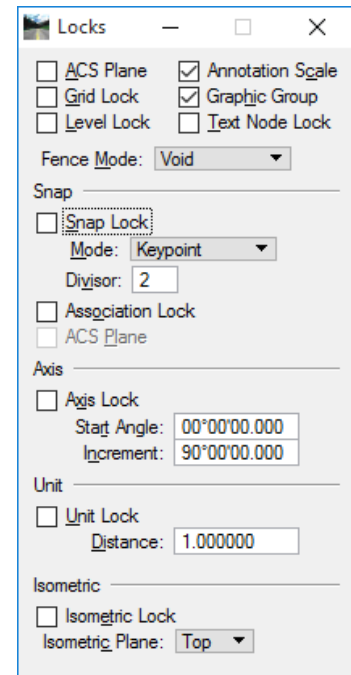 Locks
ACS Plane Annotation Scale
Grid Lock Graphic Group
Level Lock Text Node Lock
Fence Mode: Void
Snap
Snap Lock
Mode: Keypoint
Divisor: 2
Association Lock
ACS Plane
Axis
Axis Lock
Start Angle: 00°00'00.000
Increment: 90°00'00.000
Unit
Unit Lock
Distance: 1.000000
Isometric
Isometric Lock
Isometric Plane: Top